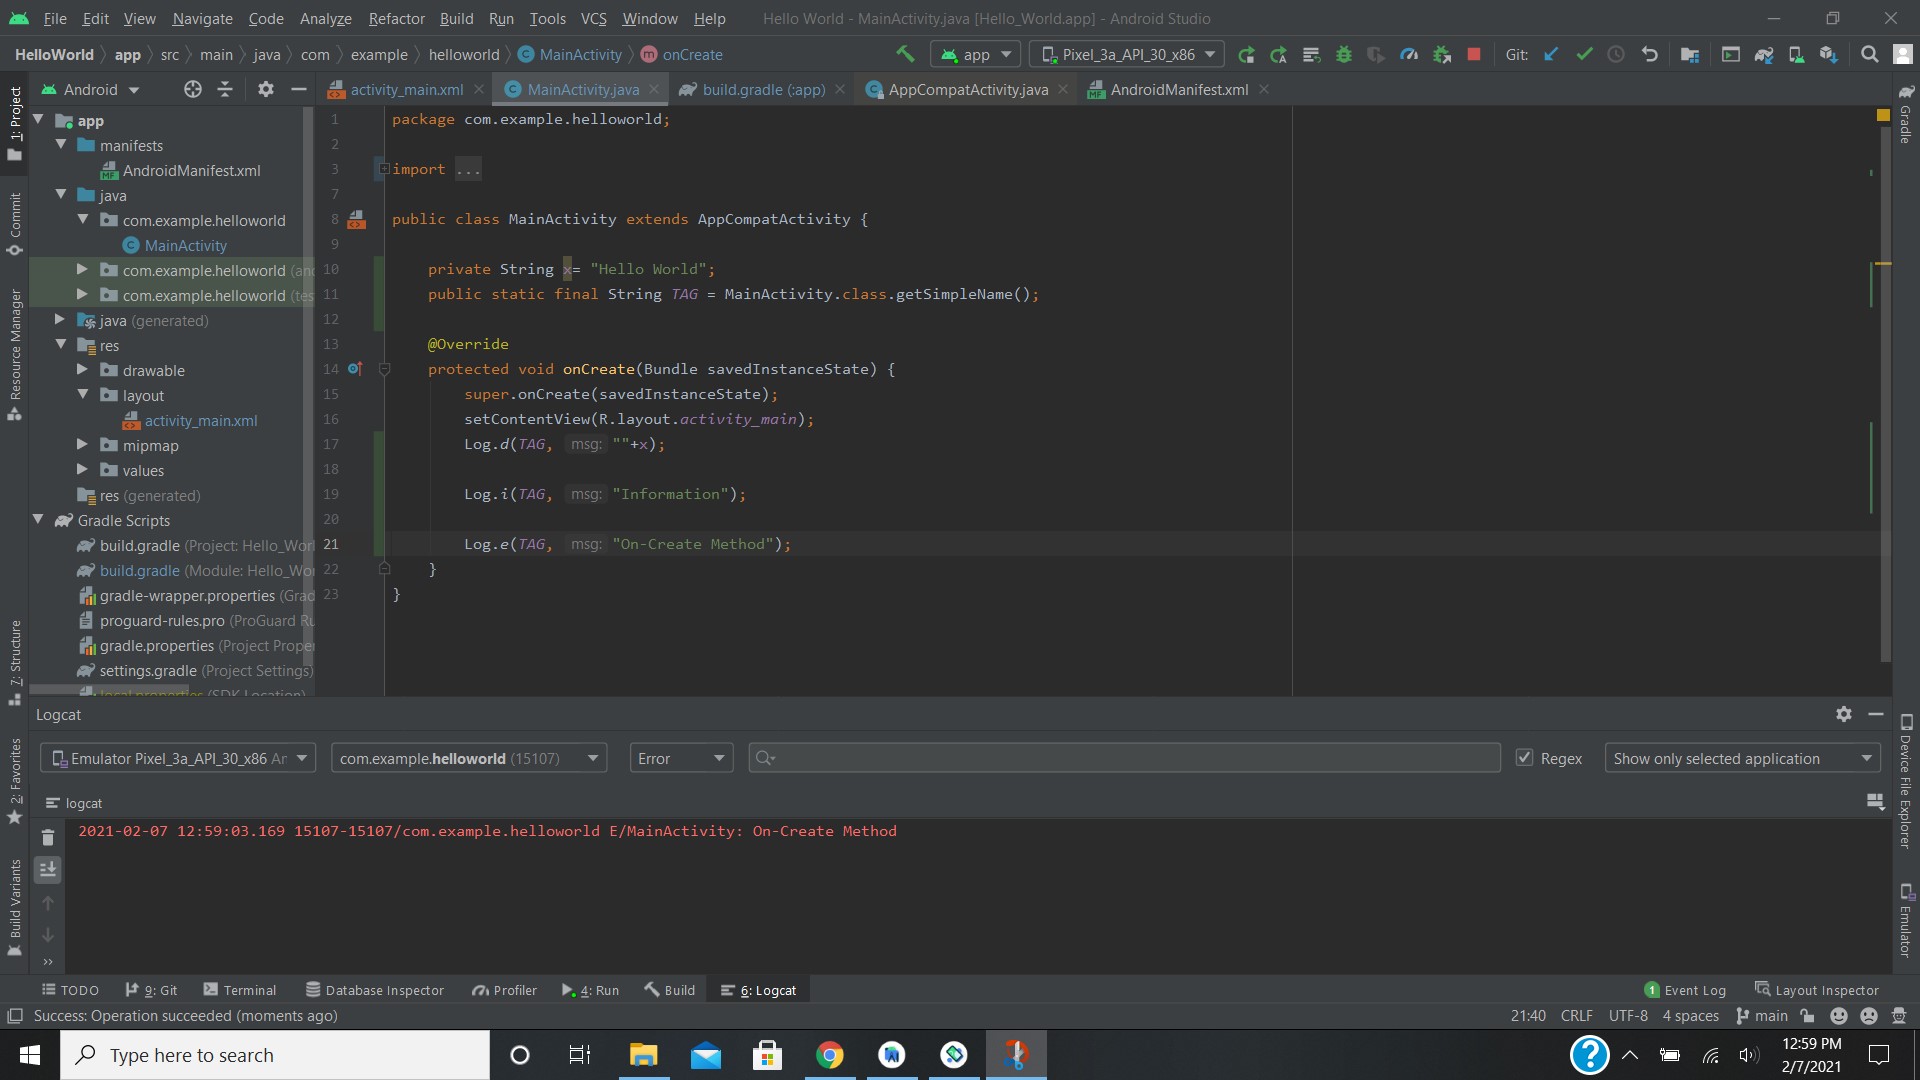 File Edit View Navigate Code Analyze Refactor Build Run Tools VCS Window Help Hello World - MainActivity.java [Hello_World.app] - Android Studio
HelloWorld app src main java com example helloworld MainActivity onCreate app Pixel_3a_API_30_x86 Git:
Android activity_main.xml MainActivity.java build.gradle (:app) AppCompatActivity.java AndroidManifest.xml
1: Project
Commit
Resource Manager
7: Structure
2: Favorites
Build Variants
app
manifests
AndroidManifest.xml
java
com.example.helloworld
MainActivity
com.example.helloworld (an
com.example.helloworld (tes
java (generated)
res
drawable
layout
activity_main.xml
mipmap
values
res (generated)
Gradle Scripts
build.gradle (Project: Hello_Worl
build.gradle (Module: Hello_Wo
gradle-wrapper.properties (Grad
proguard-rules.pro (ProGuard Ru
gradle.properties (Project Proper
settings.gradle (Project Settings)
local.properties (SDK Location)
1 package com.example.helloworld;
2
3 import ...
7
8 public class MainActivity extends AppCompatActivity {
9
10 private String x= "Hello World";
11 public static final String TAG = MainActivity.class.getSimpleName();
12
13 @Override
14 protected void onCreate(Bundle savedInstanceState) {
15 super.onCreate(savedInstanceState);
16 setContentView(R.layout.activity_main);
17 Log.d(TAG, msg: ""+x);
18
19 Log.i(TAG, msg: "Information");
20
21 Log.e(TAG, msg: "On-Create Method");
22 }
23 }
Gradle
Device File Explorer
Emulator
Logcat
Emulator Pixel_3a_API_30_x86 Ar com.example.helloworld (15107) Error Regex Show only selected application
logcat
2021-02-07 12:59:03.169 15107-15107/com.example.helloworld E/MainActivity: On-Create Method
TODO 9: Git Terminal Database Inspector Profiler 4: Run Build 6: Logcat 1 Event Log Layout Inspector
Success: Operation succeeded (moments ago) 21:40 CRLF UTF-8 4 spaces main
Type here to search
12:59 PM
2/7/2021